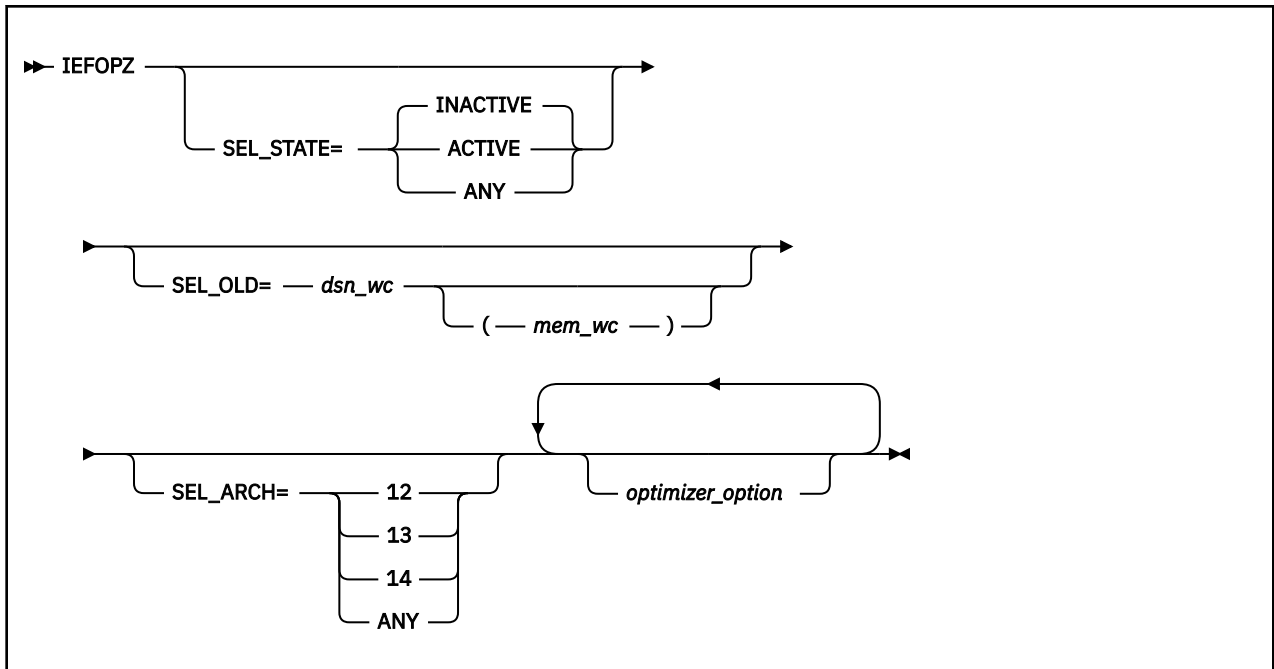 IEFOPZ
INACTIVE
SEL_STATE= ACTIVE
ANY
SEL_OLD= dsn_wc
( mem_wc )
SEL_ARCH= 12 optimizer_option
13
14
ANY